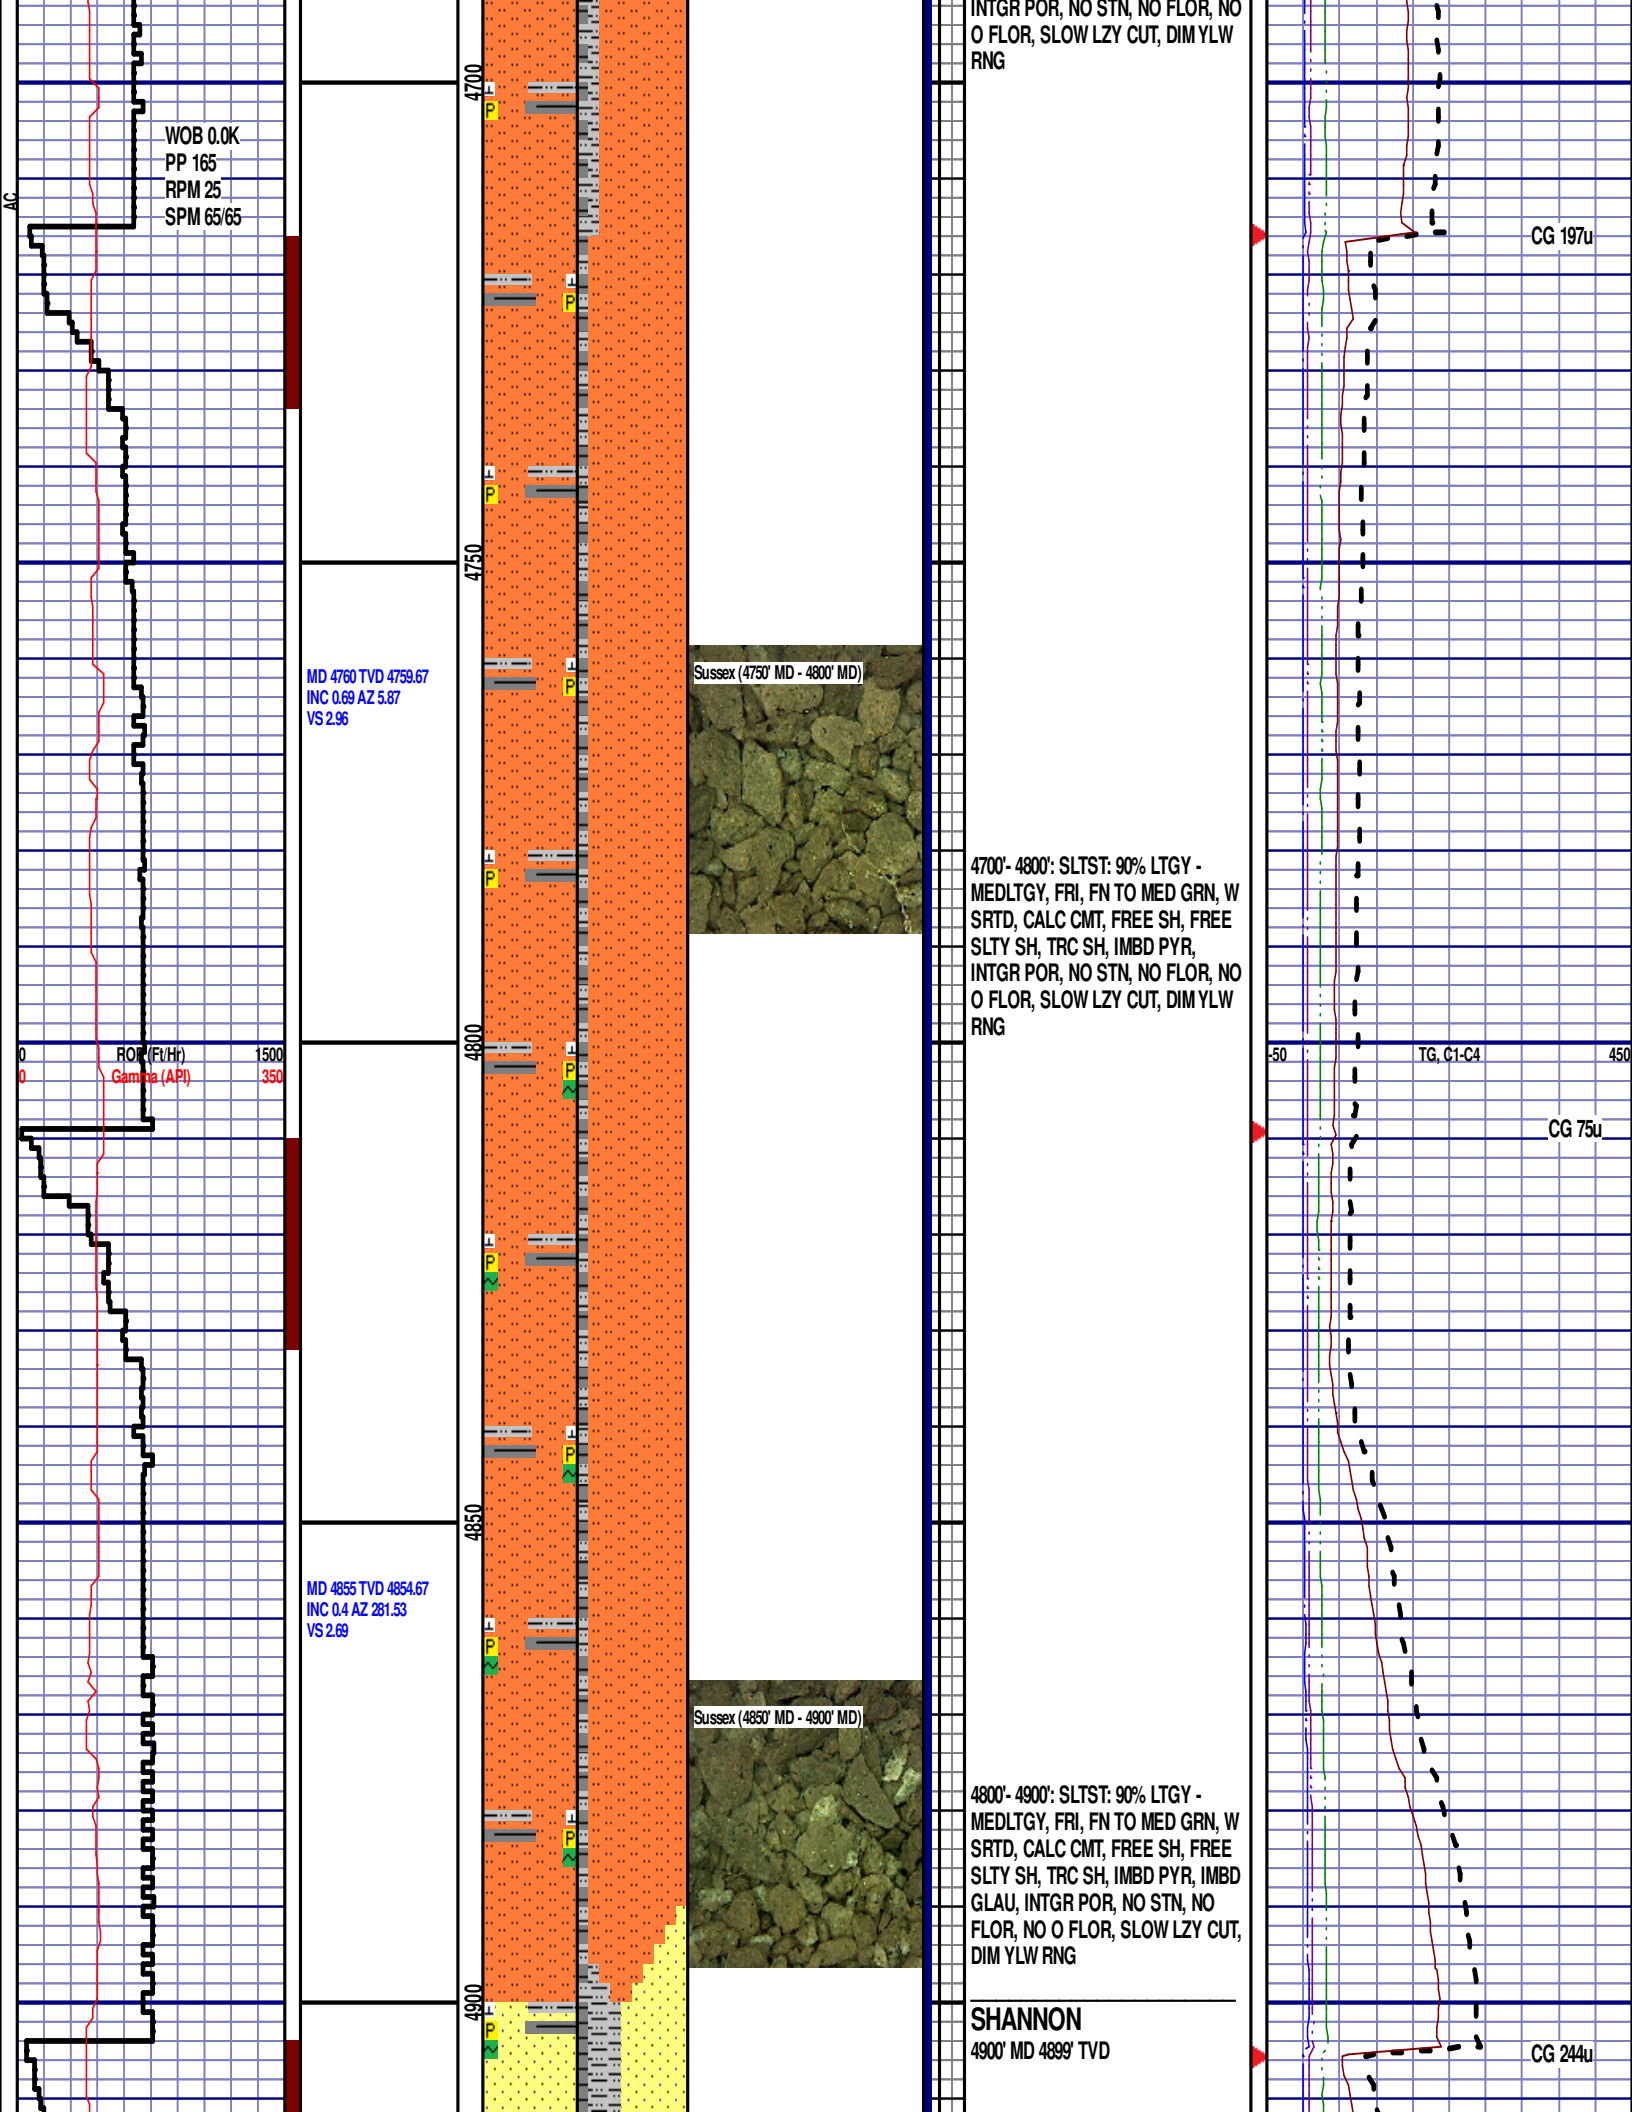 INTGR POR, NO STN, NO FLOR, NO
O FLOR, SLOW LZY CUT, DIM YLW
RNG
4700
P
WOB 0.0K
PP 165
RPM 25
SPM 65/65
AC
CG 197u
P
P
4750
Sussex (4750' MD - 4800' MD)
MD 4760 TVD 4759.67
INC 0.69 AZ 5.87
VS 2.96
P
P
4700'- 4800': SLTST: 90% LTGY -
MEDLTGY, FRI, FN TO MED GRN, W
SRTD, CALC CMT, FREE SH, FREE
SLTY SH, TRC SH, IMBD PYR,
INTGR POR, NO STN, NO FLOR, NO
O FLOR, SLOW LZY CUT, DIM YLW
RNG
4800
0 ROP (Ft/Hr) 1500
0 Gamma (API) 350
-50 TG, C1-C4 450
P
CG 75u
P
P
4850
MD 4855 TVD 4854.67
INC 0.4 AZ 281.53
VS 2.69
P
Sussex (4850' MD - 4900' MD)
4800'- 4900': SLTST: 90% LTGY -
MEDLTGY, FRI, FN TO MED GRN, W
SRTD, CALC CMT, FREE SH, FREE
SLTY SH, TRC SH, IMBD PYR, IMBD
GLAU, INTGR POR, NO STN, NO
FLOR, NO O FLOR, SLOW LZY CUT,
DIM YLW RNG
P
4900
SHANNON
4900' MD 4899' TVD
P
CG 244u